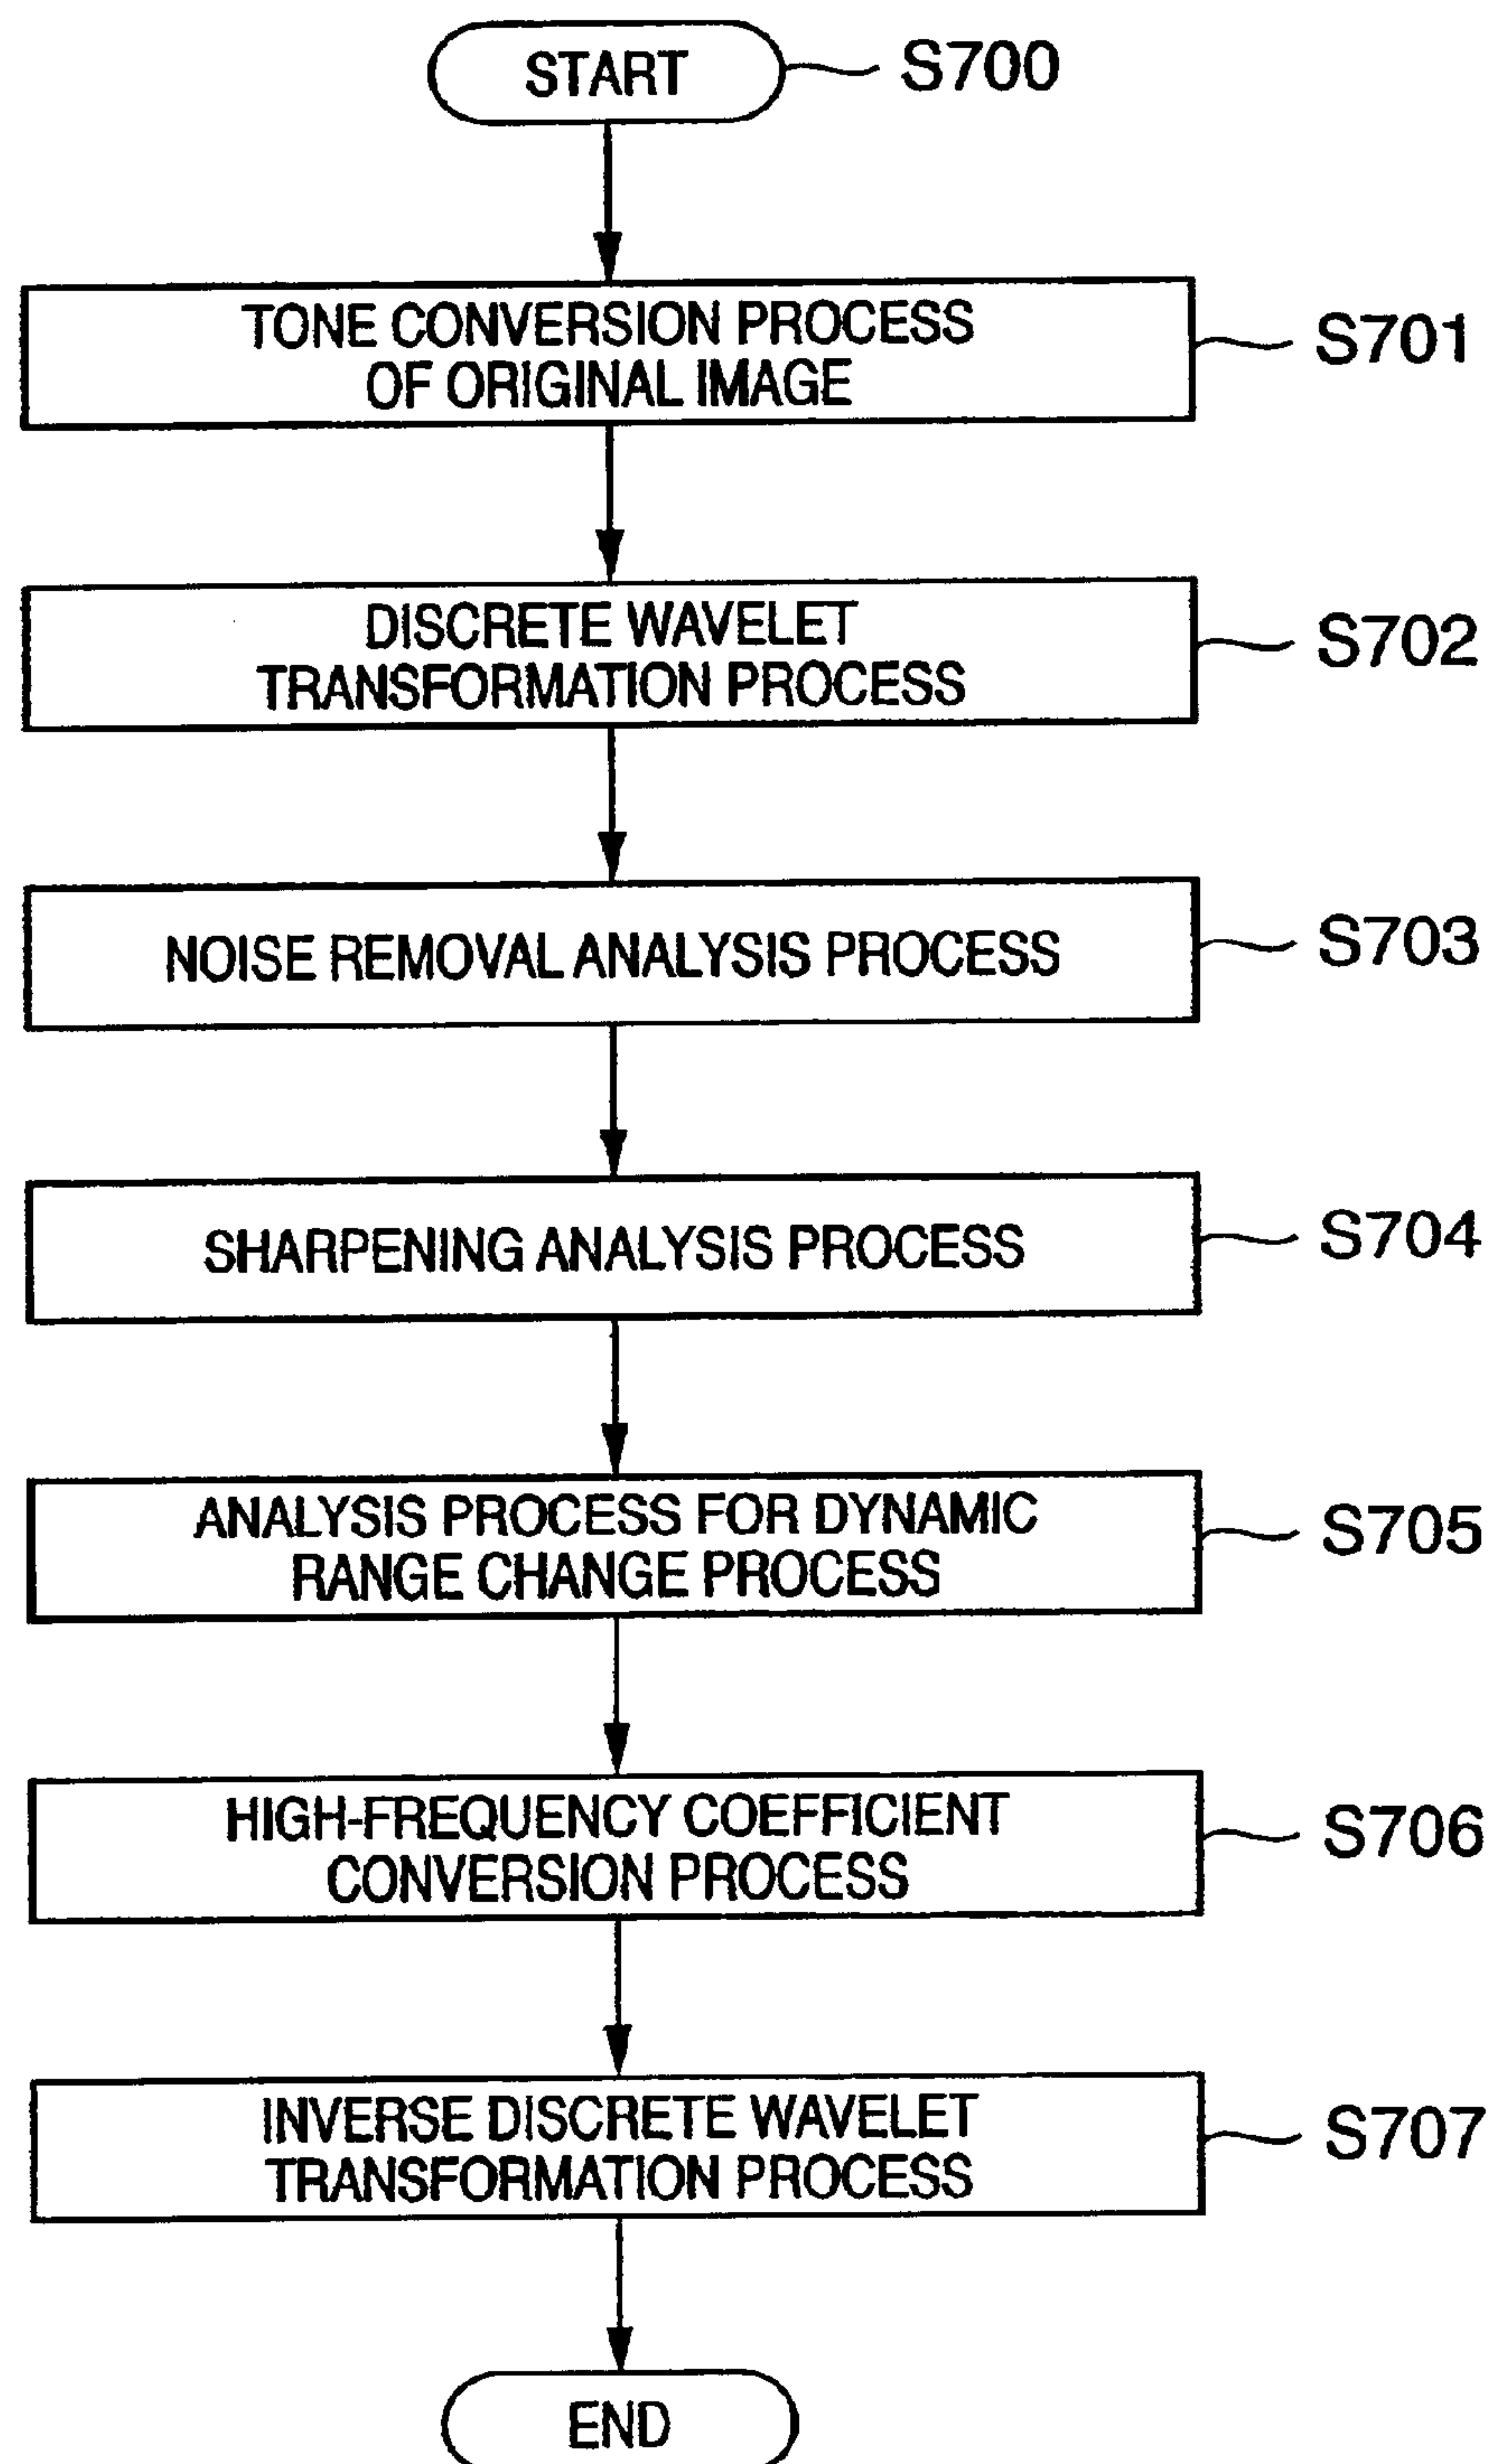 START
S700
TONE CONVERSION PROCESS
OF ORIGINAL IMAGE
S701
DISCRETE WAVELET
TRANSFORMATION PROCESS
S702
NOISE REMOVAL ANALYSIS PROCESS
S703
SHARPENING ANALYSIS PROCESS
S704
ANALYSIS PROCESS FOR DYNAMIC
RANGE CHANGE PROCESS
S705
HIGH-FREQUENCY COEFFICIENT
CONVERSION PROCESS
S706
INVERSE DISCRETE WAVELET
TRANSFORMATION PROCESS
S707
END